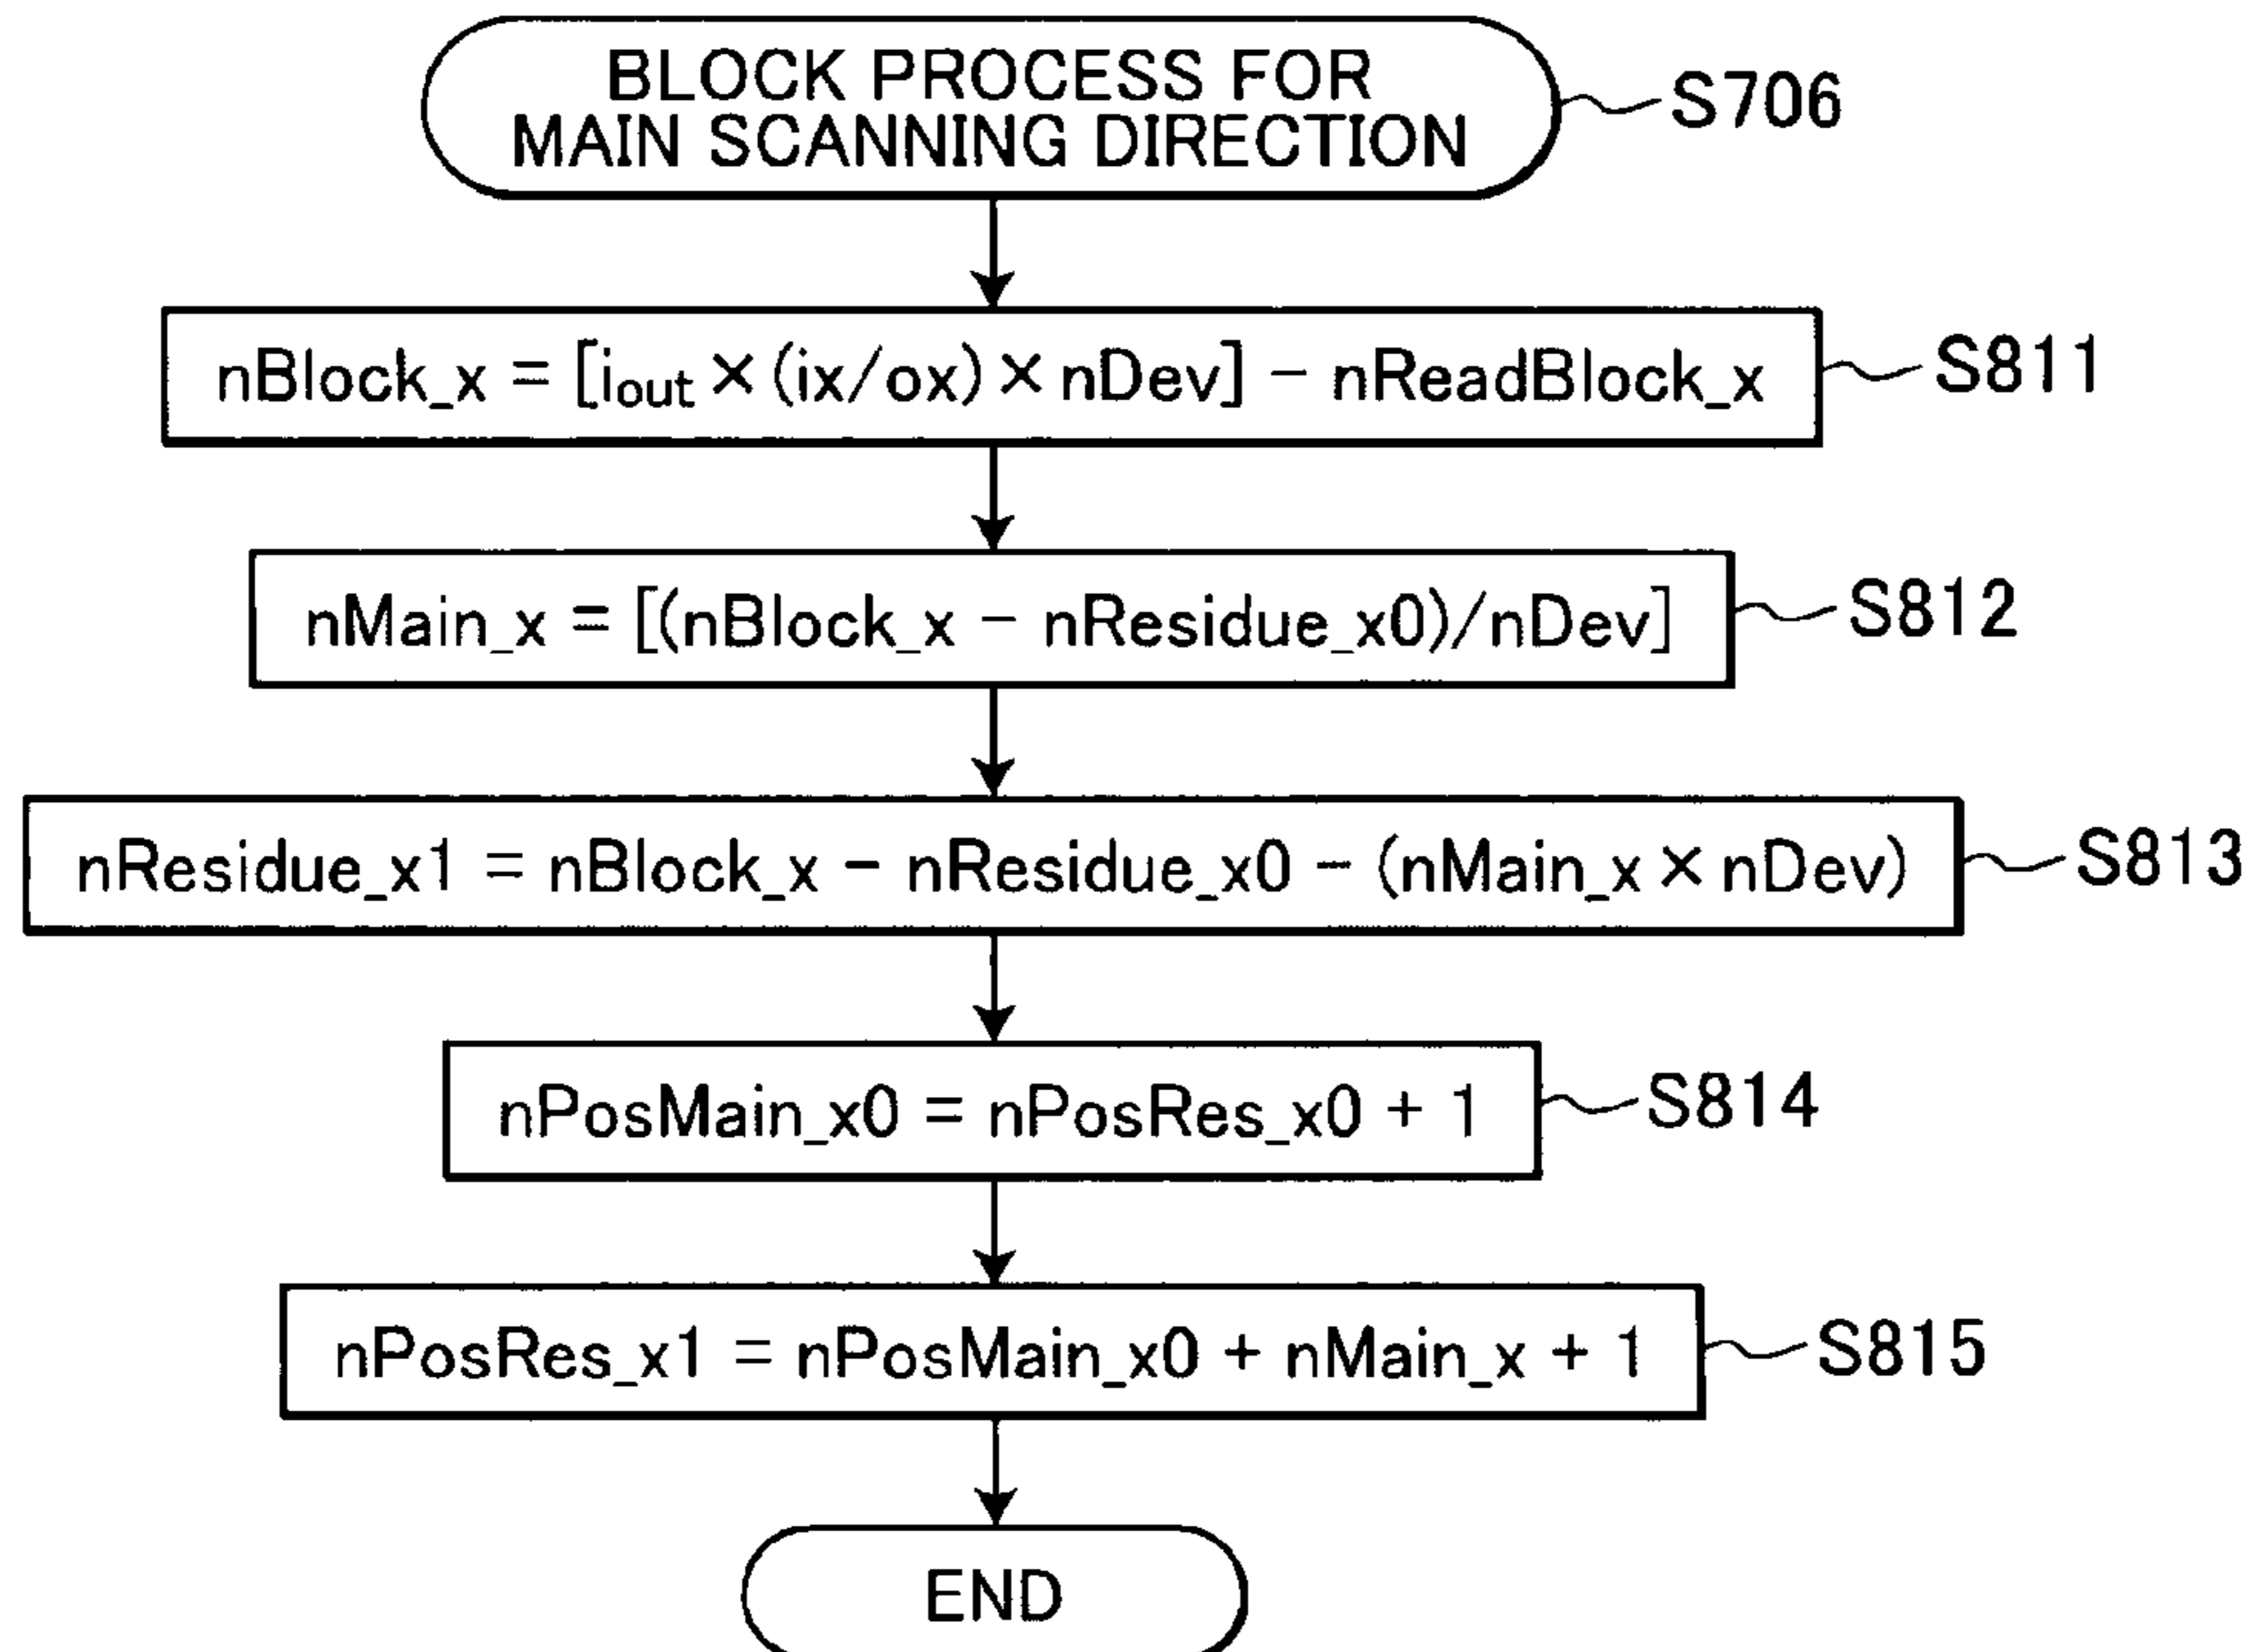 BLOCK PROCESS FOR
MAIN SCANNING DIRECTION
S706
nBlock_x = [i_out × (ix/ox) × nDev] − nReadBlock_x
S811
nMain_x = [(nBlock_x − nResidue_x0)/nDev]
S812
nResidue_x1 = nBlock_x − nResidue_x0 − (nMain_x × nDev)
S813
nPosMain_x0 = nPosRes_x0 + 1
S814
nPosRes_x1 = nPosMain_x0 + nMain_x + 1
S815
END